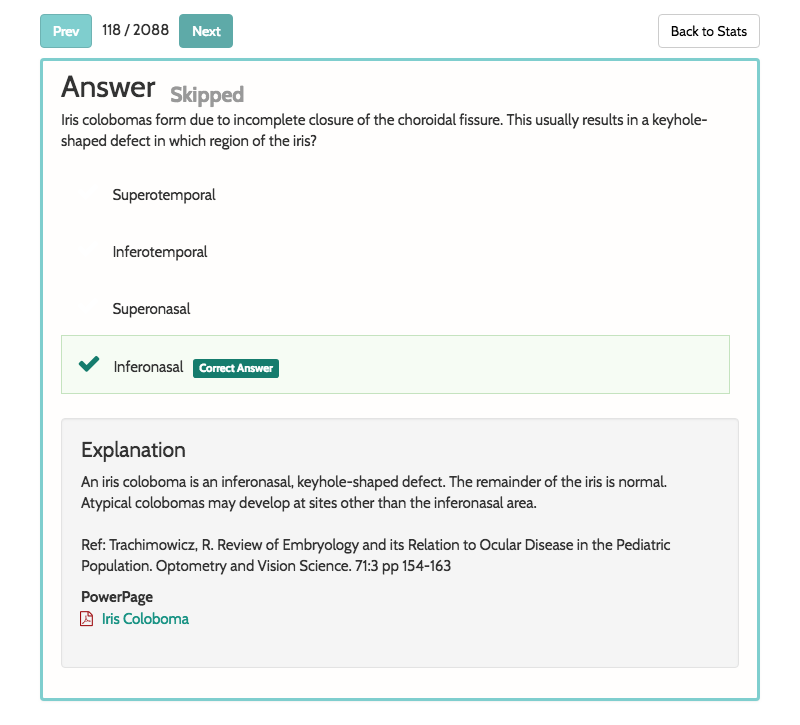 Prev 118 / 2088 Next Back to Stats
Answer Skipped
Iris colobomas form due to incomplete closure of the choroidal fissure. This usually results in a keyhole-
shaped defect in which region of the iris?
Superotemporal
Inferotemporal
Superonasal
Inferonasal Correct Answer
Explanation
An iris coloboma is an inferonasal, keyhole-shaped defect. The remainder of the iris is normal.
Atypical colobomas may develop at sites other than the inferonasal area.
Ref: Trachimowicz, R. Review of Embryology and its Relation to Ocular Disease in the Pediatric
Population. Optometry and Vision Science. 71:3 pp 154-163
PowerPage
Iris Coloboma